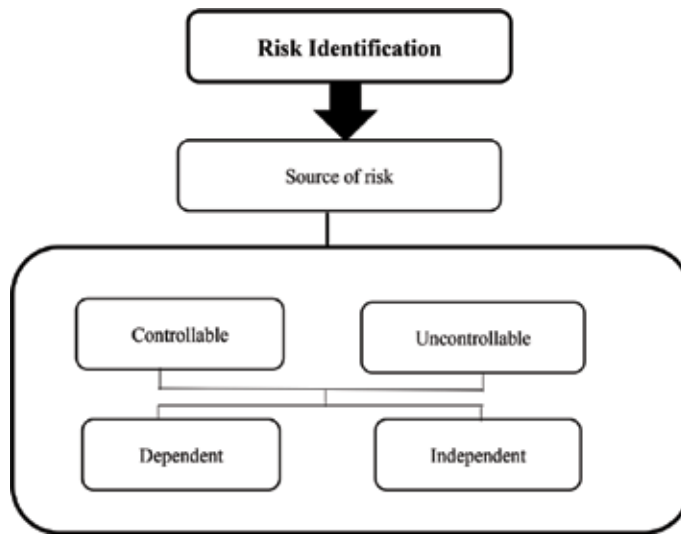 Risk Identification
Source of risk
Controllable
Uncontrollable
Dependent
Independent